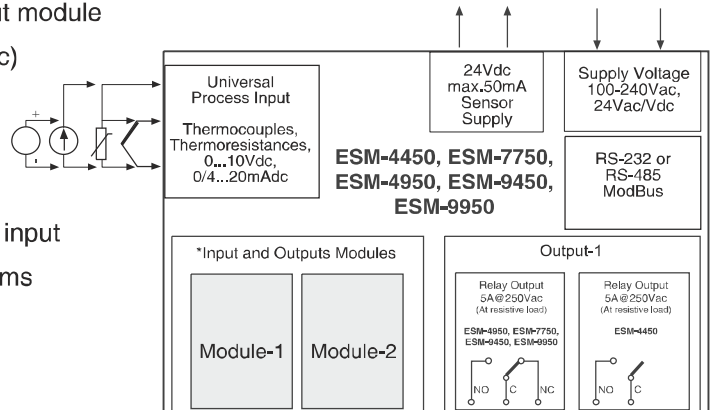 ut module
c)
input
ms
+
-
Universal
Process Input
Thermocouples,
Thermoresistances,
0...10Vdc,
0/4...20mAdc
24Vdc
max.50mA
Sensor
Supply
Supply Voltage
100-240Vac,
24Vac/Vdc
ESM-4450, ESM-7750,
ESM-4950, ESM-9450,
ESM-9950
RS-232 or
RS-485
ModBus
*Input and Outputs Modules
Module-1
Module-2
Output-1
Relay Output
5A@250Vac
(At resistive load)
ESM-4950, ESM-7750,
ESM-9450, ESM-9950
NO
C
NC
Relay Output
5A@250Vac
(At resistive load)
ESM-4450
NO
C